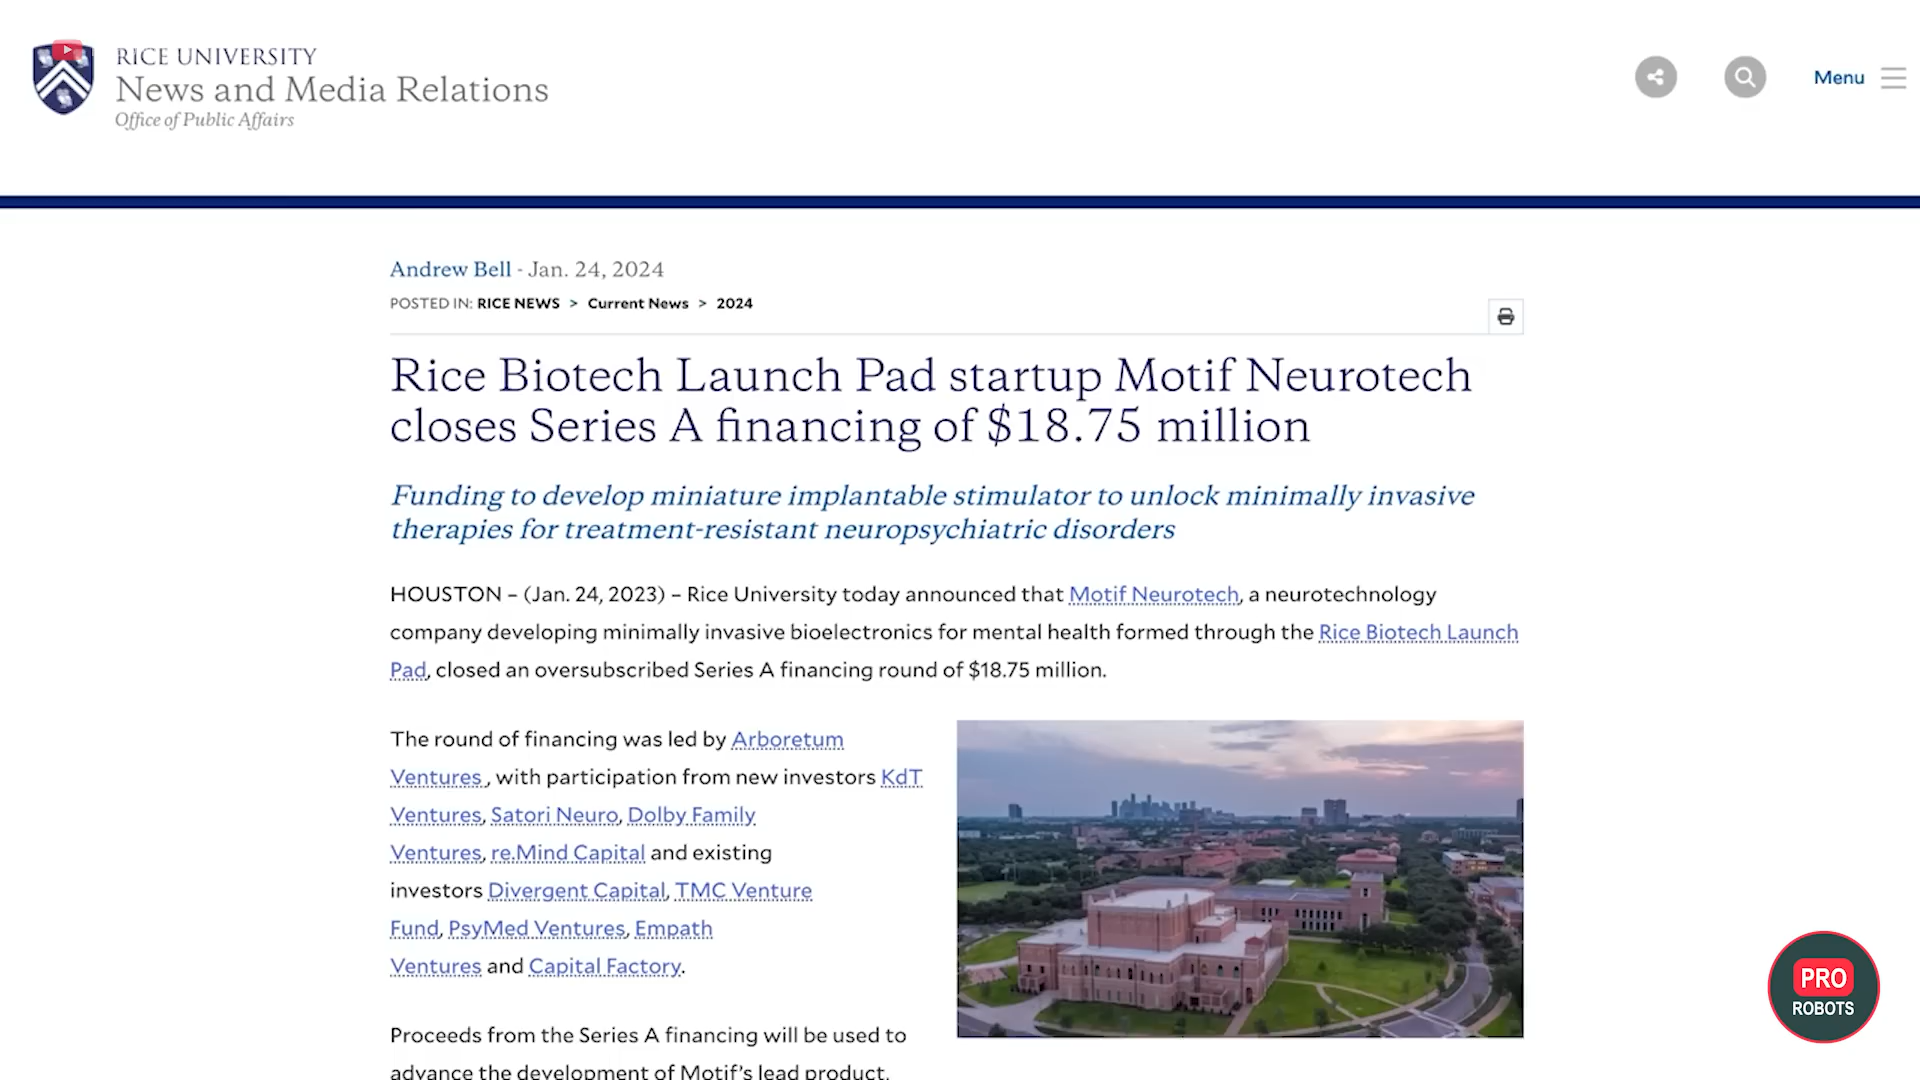 RICE UNIVERSITY
News and Media Relations
Office of Public Affairs
Menu
Andrew Bell - Jan. 24, 2024
POSTED IN: RICE NEWS > Current News > 2024
Rice Biotech Launch Pad startup Motif Neurotech
closes Series A financing of $18.75 million
Funding to develop miniature implantable stimulator to unlock minimally invasive
therapies for treatment-resistant neuropsychiatric disorders
HOUSTON – (Jan. 24, 2023) – Rice University today announced that Motif Neurotech, a neurotechnology
company developing minimally invasive bioelectronics for mental health formed through the Rice Biotech Launch
Pad, closed an oversubscribed Series A financing round of $18.75 million.
The round of financing was led by Arboretum
Ventures , with participation from new investors KdT
Ventures, Satori Neuro, Dolby Family
Ventures, re.Mind Capital and existing
investors Divergent Capital, TMC Venture
Fund, PsyMed Ventures, Empath
Ventures and Capital Factory.
Proceeds from the Series A financing will be used to
advance the development of Motif's lead product,
PRO
ROBOTS